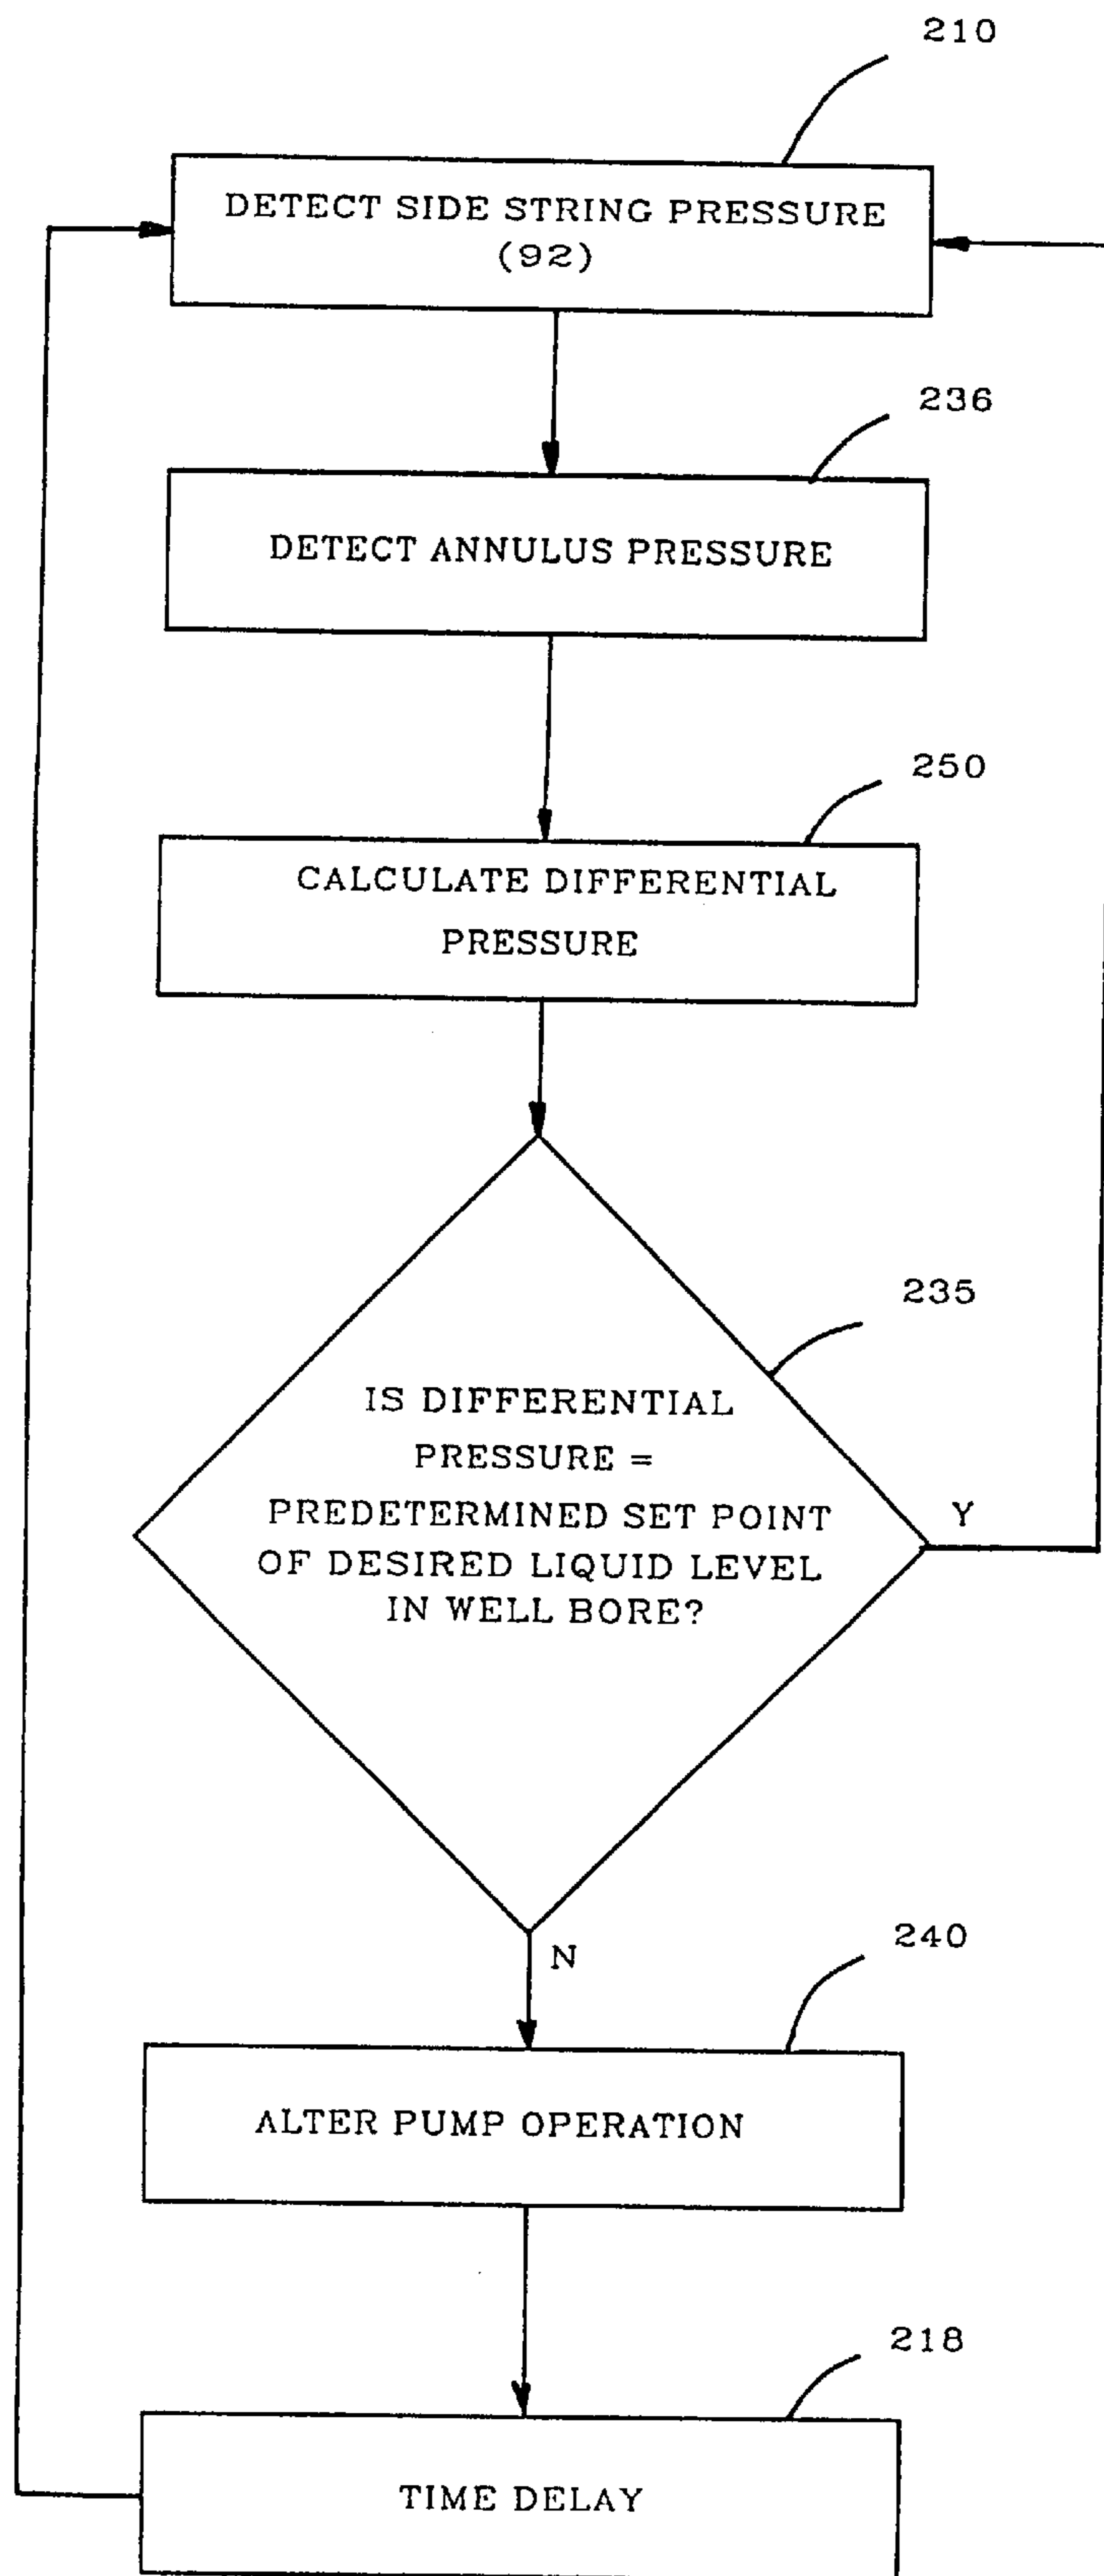 210
DETECT SIDE STRING PRESSURE
(92)
236
DETECT ANNULUS PRESSURE
250
CALCULATE DIFFERENTIAL
PRESSURE
235
IS DIFFERENTIAL
PRESSURE =
PREDETERMINED SET POINT
OF DESIRED LIQUID LEVEL
IN WELL BORE?
Y
N
240
ALTER PUMP OPERATION
218
TIME DELAY